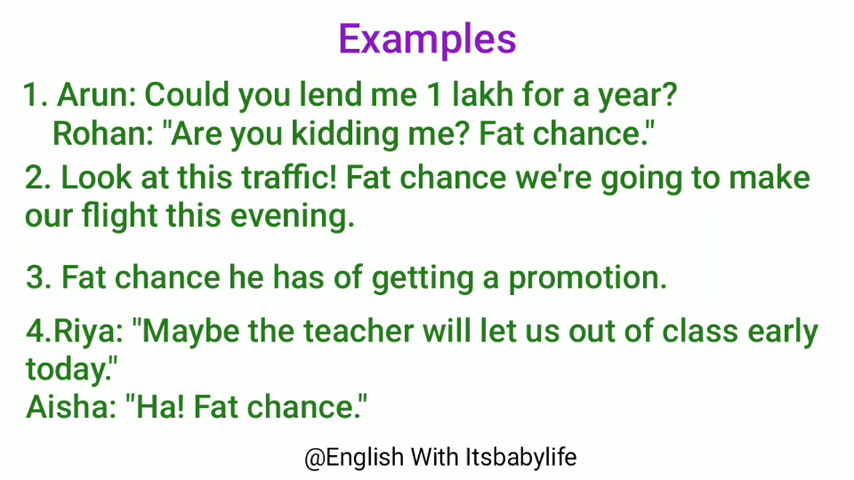 Examples
1. Arun: Could you lend me 1 lakh for a year?
Rohan: "Are you kidding me? Fat chance."
2. Look at this traffic! Fat chance we're going to make
our flight this evening.
3. Fat chance he has of getting a promotion.
4.Riya: "Maybe the teacher will let us out of class early
today."
Aisha: "Ha! Fat chance."
@English With Itsbabylife